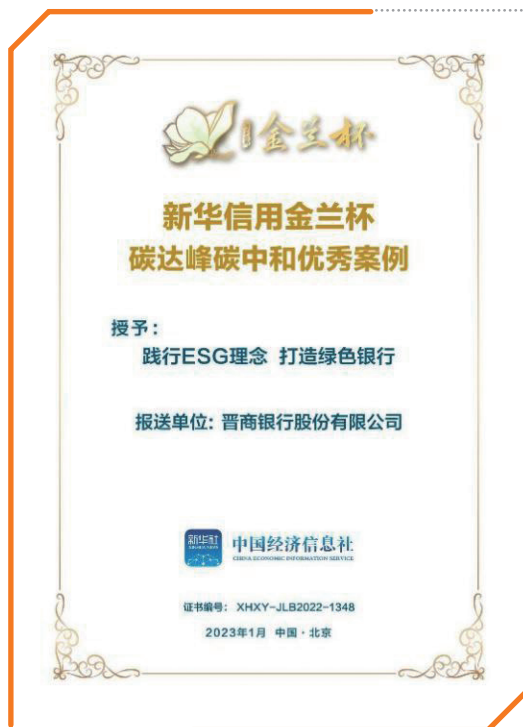 金兰杯
新华信用金兰杯
碳达峰碳中和优秀案例
授予：
践行ESG理念 打造绿色银行
报送单位：晋商银行股份有限公司
新华社
中国经济信息社
CHINA ECONOMIC INFORMATION SERVICE
证书编号： XHXY-JLB2022-1348
2023年1月 中国·北京